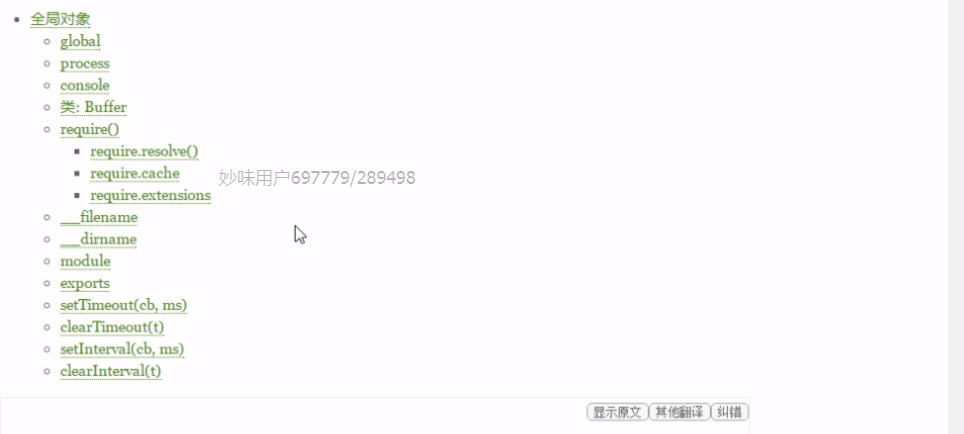 全局对象
global
process
console
类: Buffer
require()
require.resolve()
require.cache
妙味用户697779/289498
require.extensions
__filename
__dirname
module
exports
setTimeout(cb, ms)
clearTimeout(t)
setInterval(cb, ms)
clearInterval(t)
显示原文 其他翻译 纠错